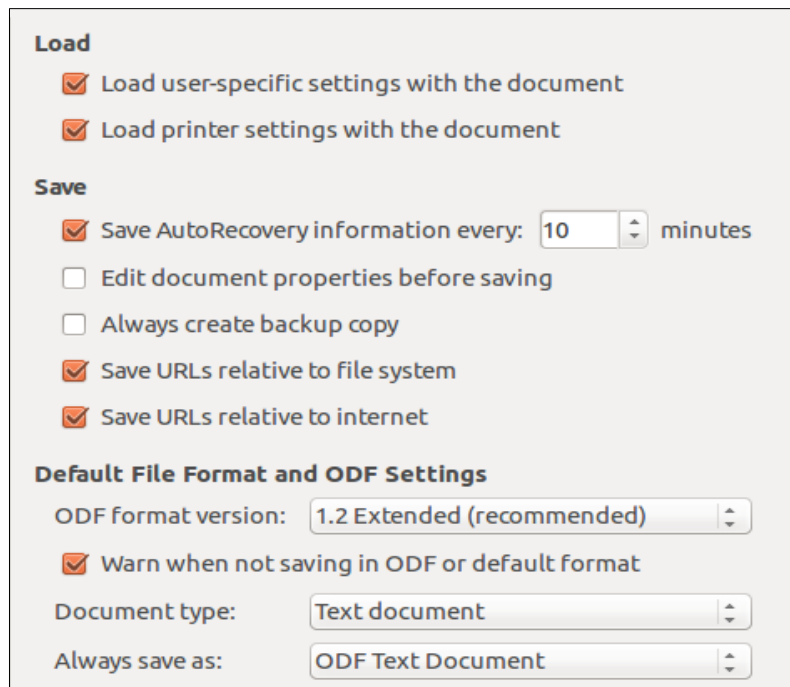 Load
Load user-specific settings with the document
Load printer settings with the document
Save
Save AutoRecovery information every: 10 minutes
Edit document properties before saving
Always create backup copy
Save URLs relative to file system
Save URLs relative to internet
Default File Format and ODF Settings
ODF format version: 1.2 Extended (recommended)
Warn when not saving in ODF or default format
Document type: Text document
Always save as: ODF Text Document